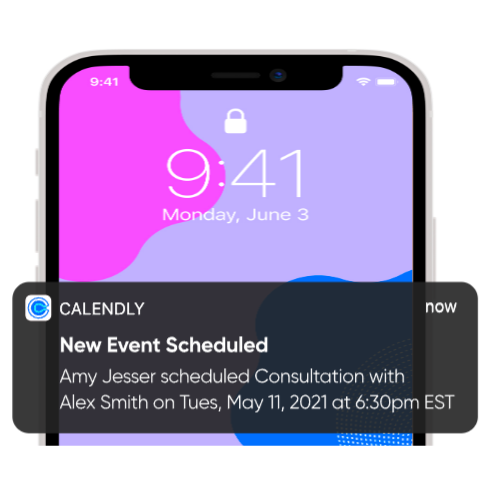 9:41
9:41
Monday, June 3
CALENDLY
now
New Event Scheduled
Amy Jesser scheduled Consultation with
Alex Smith on Tues, May 11, 2021 at 6:30pm EST